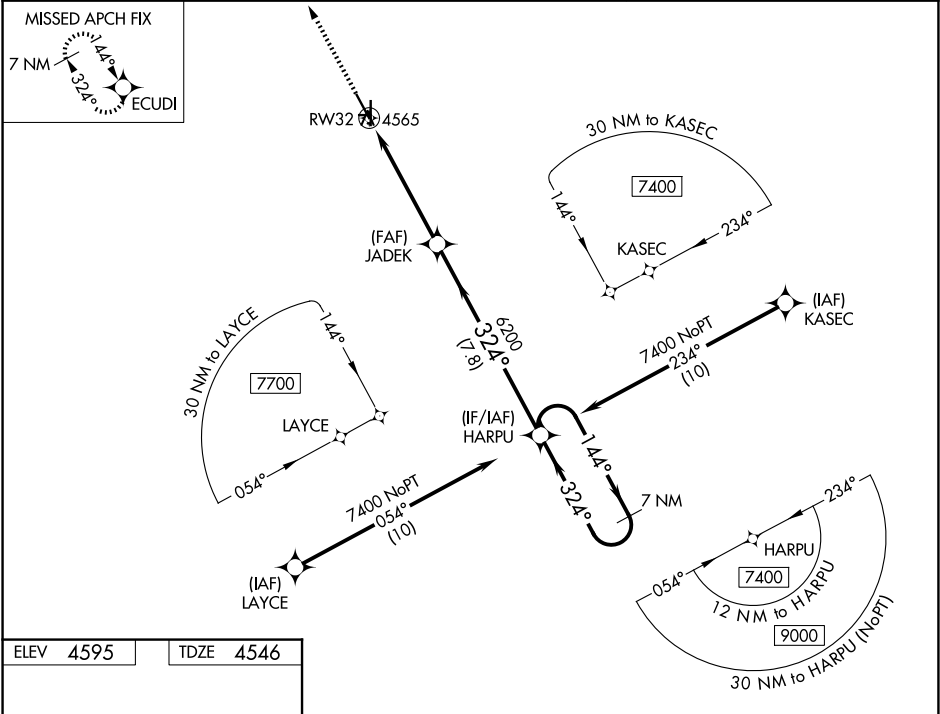 MISSED APCH FIX
7 NM
144°
324°
ECUDI
RW32
4565
30 NM to KASEC
7400
144°
234°
KASEC
(FAF)
JADEK
(IAF)
KASEC
30 NM to LAYCE
144°
7700
LAYCE
054°
6200
324°
(7.8)
7400 NoPT
234°
(10)
(IF/IAF)
HARPU
144°
324°
7 NM
7400 NoPT
054°
(10)
(IAF)
LAYCE
234°
HARPU
054°
7400
12 NM to HARPU
9000
30 NM to HARPU (NoPT)
ELEV 4595
TDZE 4546